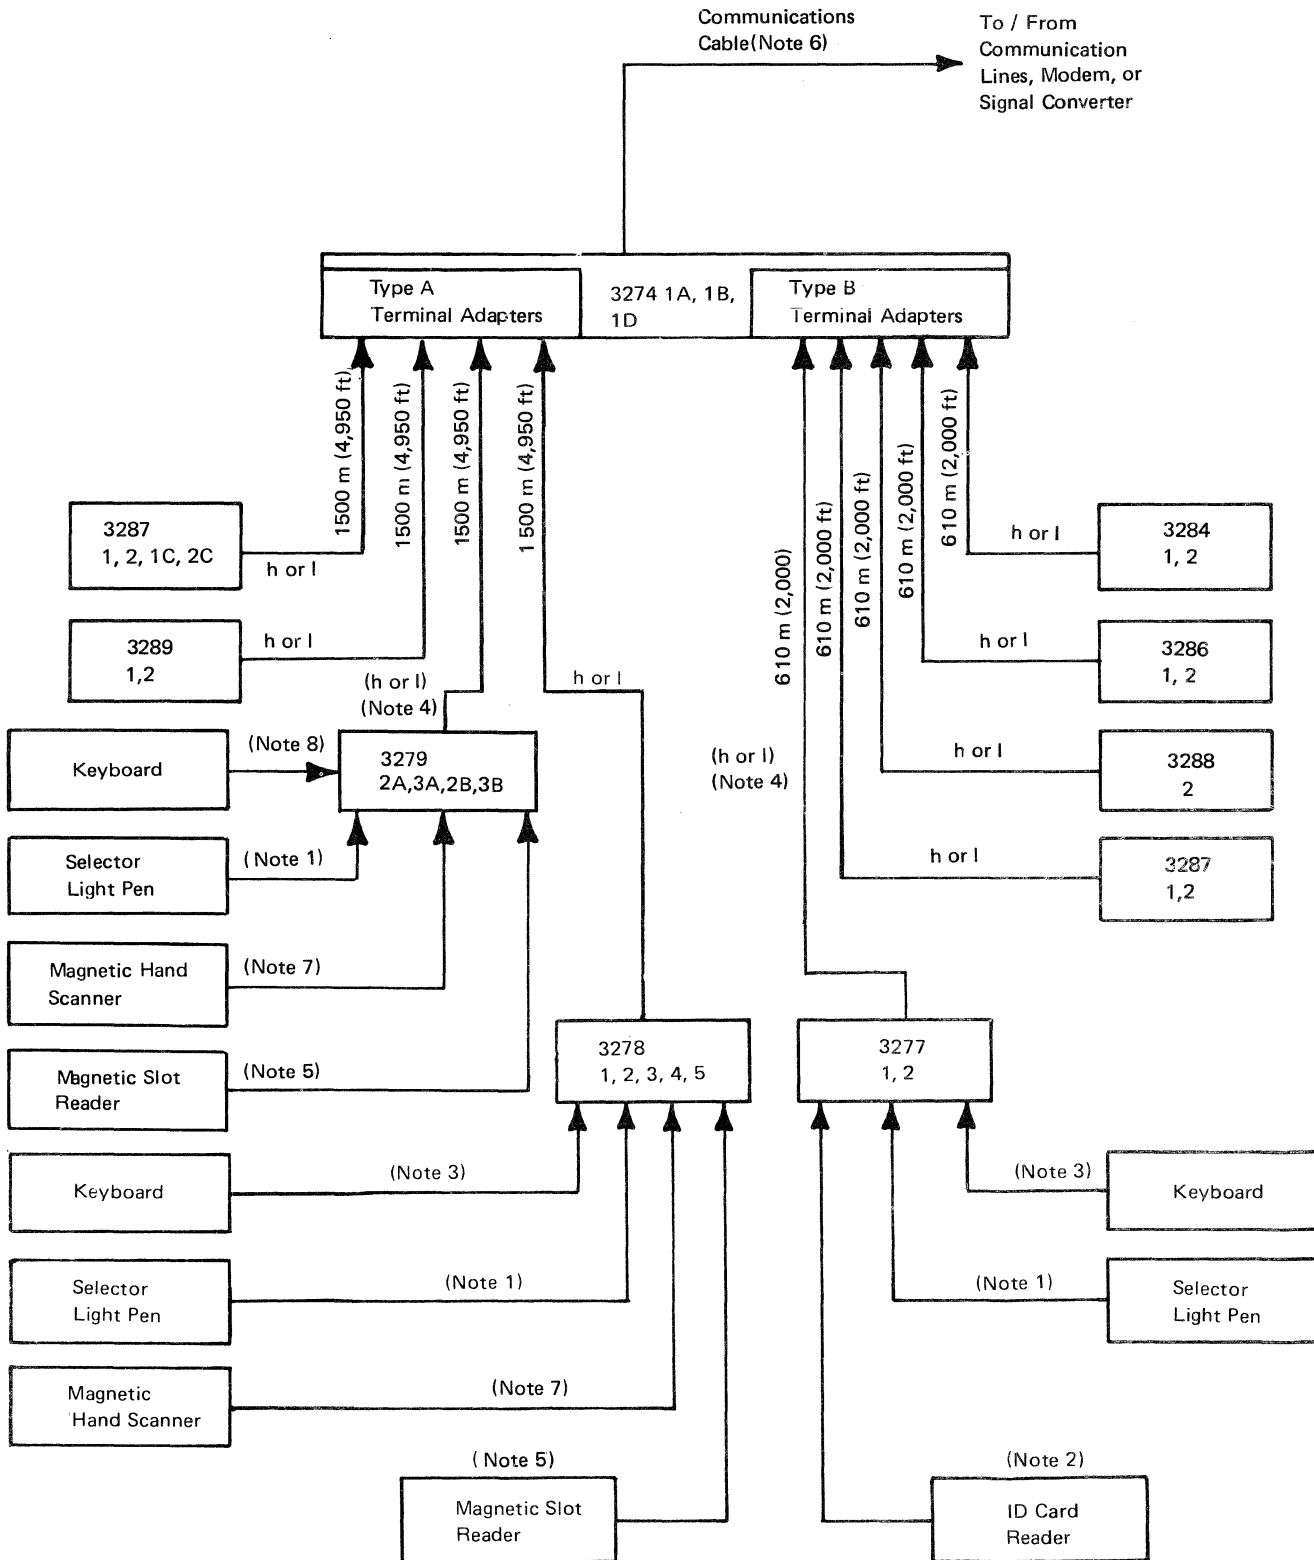 Communications
Cable(Note 6)
To / From
Communication
Lines, Modem, or
Signal Converter
Type A
Terminal Adapters
3274 1A, 1B,
1D
Type B
Terminal Adapters
1500 m (4,950 ft)
1500 m (4,950 ft)
1500 m (4,950 ft)
1500 m (4,950 ft)
610 m (2,000)
610 m (2,000 ft)
610 m (2,000 ft)
610 m (2,000 ft)
610 m (2,000 ft)
3287
1, 2, 1C, 2C
h or l
3289
1,2
h or l
(h or l)
(Note 4)
h or l
h or l
3284
1, 2
h or l
3286
1, 2
h or l
3288
2
h or l
3287
1,2
(h or l)
(Note 4)
Keyboard
(Note 8)
3279
2A,3A,2B,3B
Selector
Light Pen
(Note 1)
Magnetic Hand
Scanner
(Note 7)
Magnetic Slot
Reader
(Note 5)
3278
1, 2, 3, 4, 5
3277
1, 2
Keyboard
(Note 3)
(Note 3)
Keyboard
Selector
Light Pen
(Note 1)
(Note 1)
Selector
Light Pen
Magnetic
Hand Scanner
(Note 7)
(Note 5)
Magnetic Slot
Reader
(Note 2)
ID Card
Reader